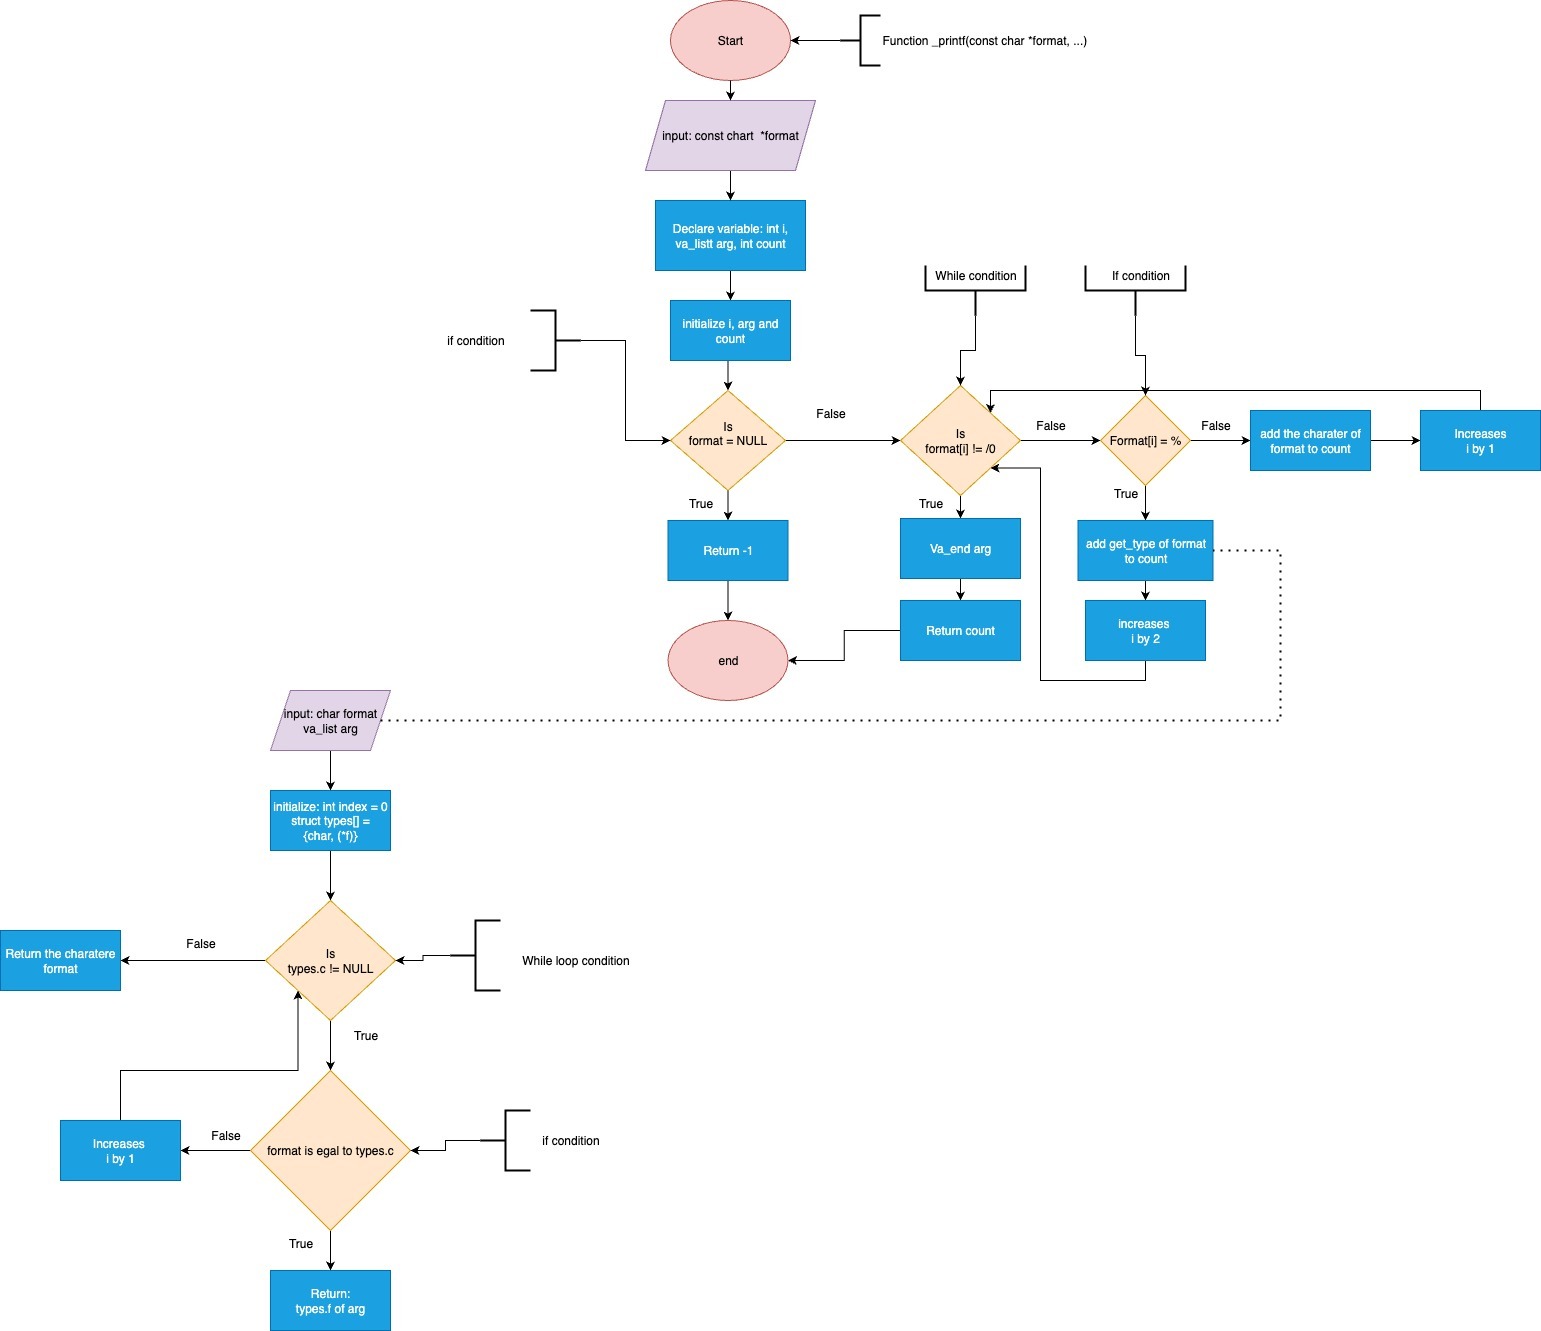 Start
Function _printf(const char *format, ...)
input: const chart  *format
Declare variable: int i,
va_listt arg, int count
While condition
If condition
initialize i, arg and
count
if condition
False
Is
format = NULL
Is
format[i] != /0
False
Format[i] = %
False
add the charater of
format to count
Increases
i by 1
True
True
True
Return -1
Va_end arg
add get_type of format
to count
Return count
increases
i by 2
end
input: char format
va_list arg
initialize: int index = 0
struct types[] =
{char, (*f)}
False
Return the charatere
format
Is
types.c != NULL
While loop condition
True
False
Increases
i by 1
format is egal to types.c
if condition
True
Return:
types.f of arg